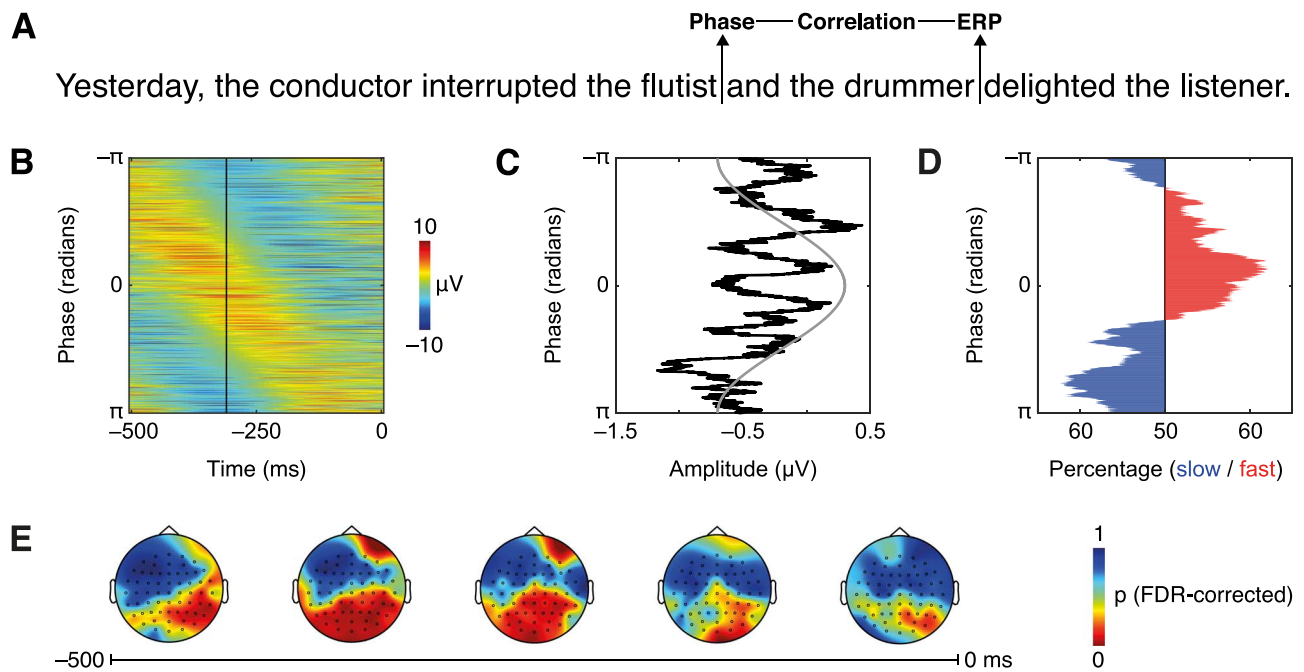 A
Phase Correlation ERP
Yesterday, the conductor interrupted the flutist and the drummer delighted the listener.
B
−π
0
π
Phase (radians)
−500 −250 0
Time (ms)
10
μV
−10
C
−π
0
π
Phase (radians)
−1.5 −0.5 0.5
Amplitude (μV)
D
−π
0
π
Phase (radians)
60 50 60
Percentage (slow / fast)
E
1
p (FDR-corrected)
0
−500 0 ms